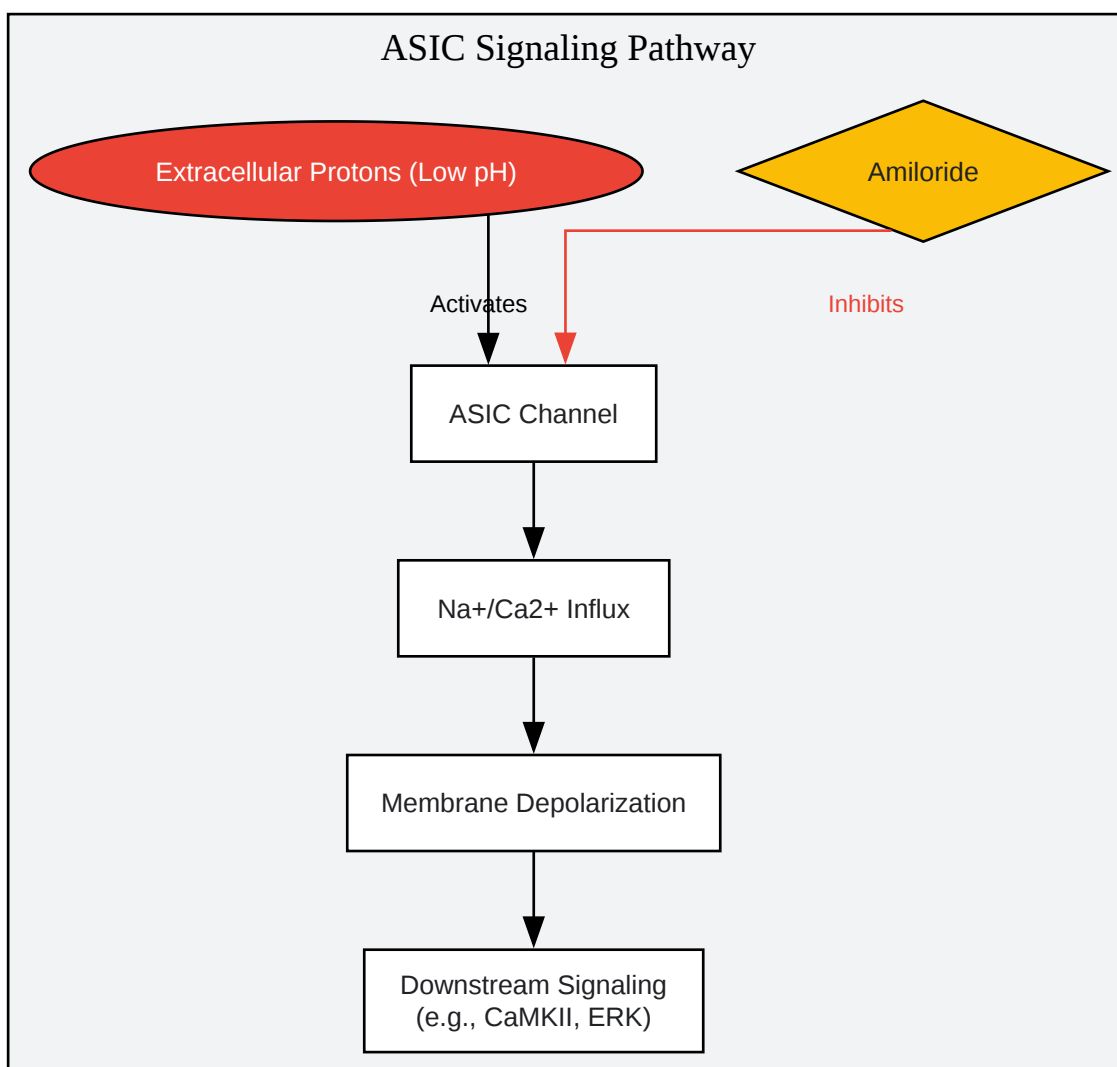 ASIC Signaling Pathway
Extracellular Protons (Low pH)
Amiloride
Activates
Inhibits
ASIC Channel
Na+/Ca2+ Influx
Membrane Depolarization
Downstream Signaling
(e.g., CaMKII, ERK)